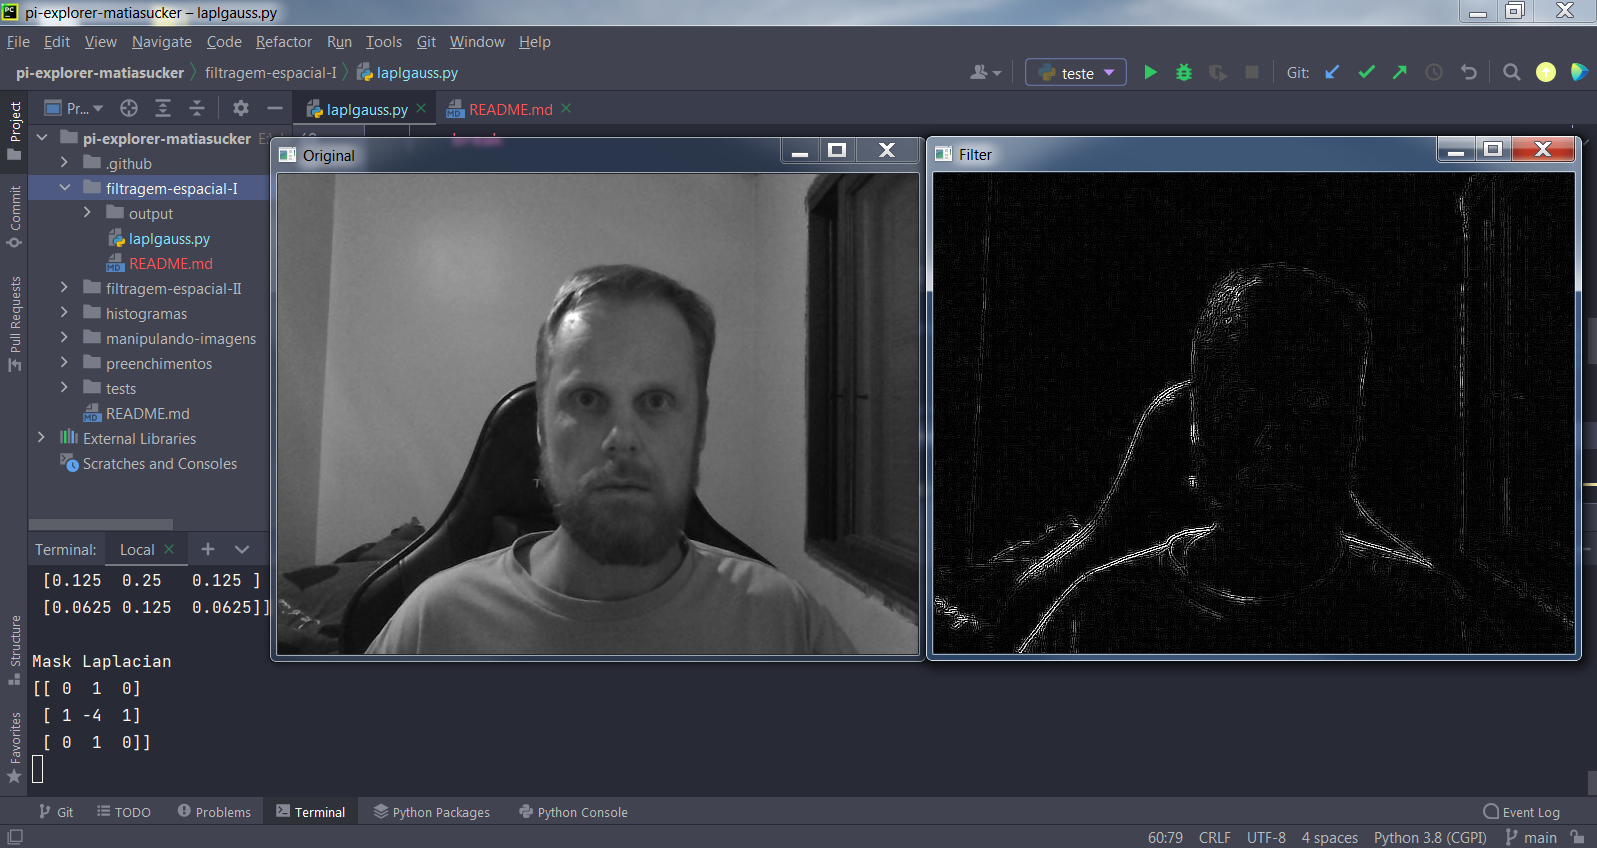 pi-explorer-matiasucker – laplgauss.py
File Edit View Navigate Code Refactor Run Tools Git Window Help
pi-explorer-matiasucker filtragem-espacial-I laplgauss.py teste Git:
Project
Commit
Pull Requests
Structure
Favorites
Pr...
laplgauss.py README.md
pi-explorer-matiasucker
.github
filtragem-espacial-I
output
laplgauss.py
README.md
filtragem-espacial-II
histogramas
manipulando-imagens
preenchimentos
tests
README.md
External Libraries
Scratches and Consoles
break
Original
Filter
Terminal: Local
[0.125 0.25 0.125 ]
[0.0625 0.125 0.0625]]
Mask Laplacian
[[ 0 1 0]
[ 1 -4 1]
[ 0 1 0]]
Git TODO Problems Terminal Python Packages Python Console Event Log
60:79 CRLF UTF-8 4 spaces Python 3.8 (CGPI) main